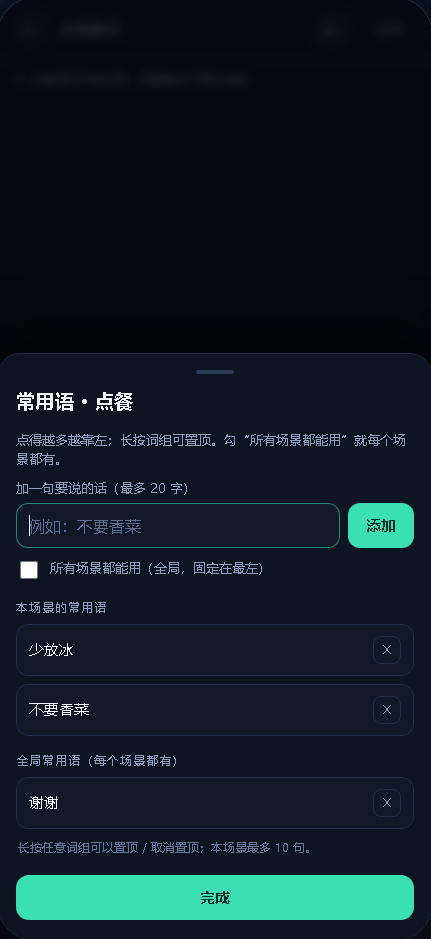 常用语·点餐
点得越多越靠左；长按词组可置顶。勾“所有场景都能用”就每个场
景都有。
加一句要说的话（最多 20 字）
例如：不要香菜
添加
所有场景都能用（全局，固定在最左）
本场景的常用语
少放冰
X
不要香菜
X
全局常用语（每个场景都有）
谢谢
X
长按任意词组可以置顶 / 取消置顶；本场景最多 10 句。
完成